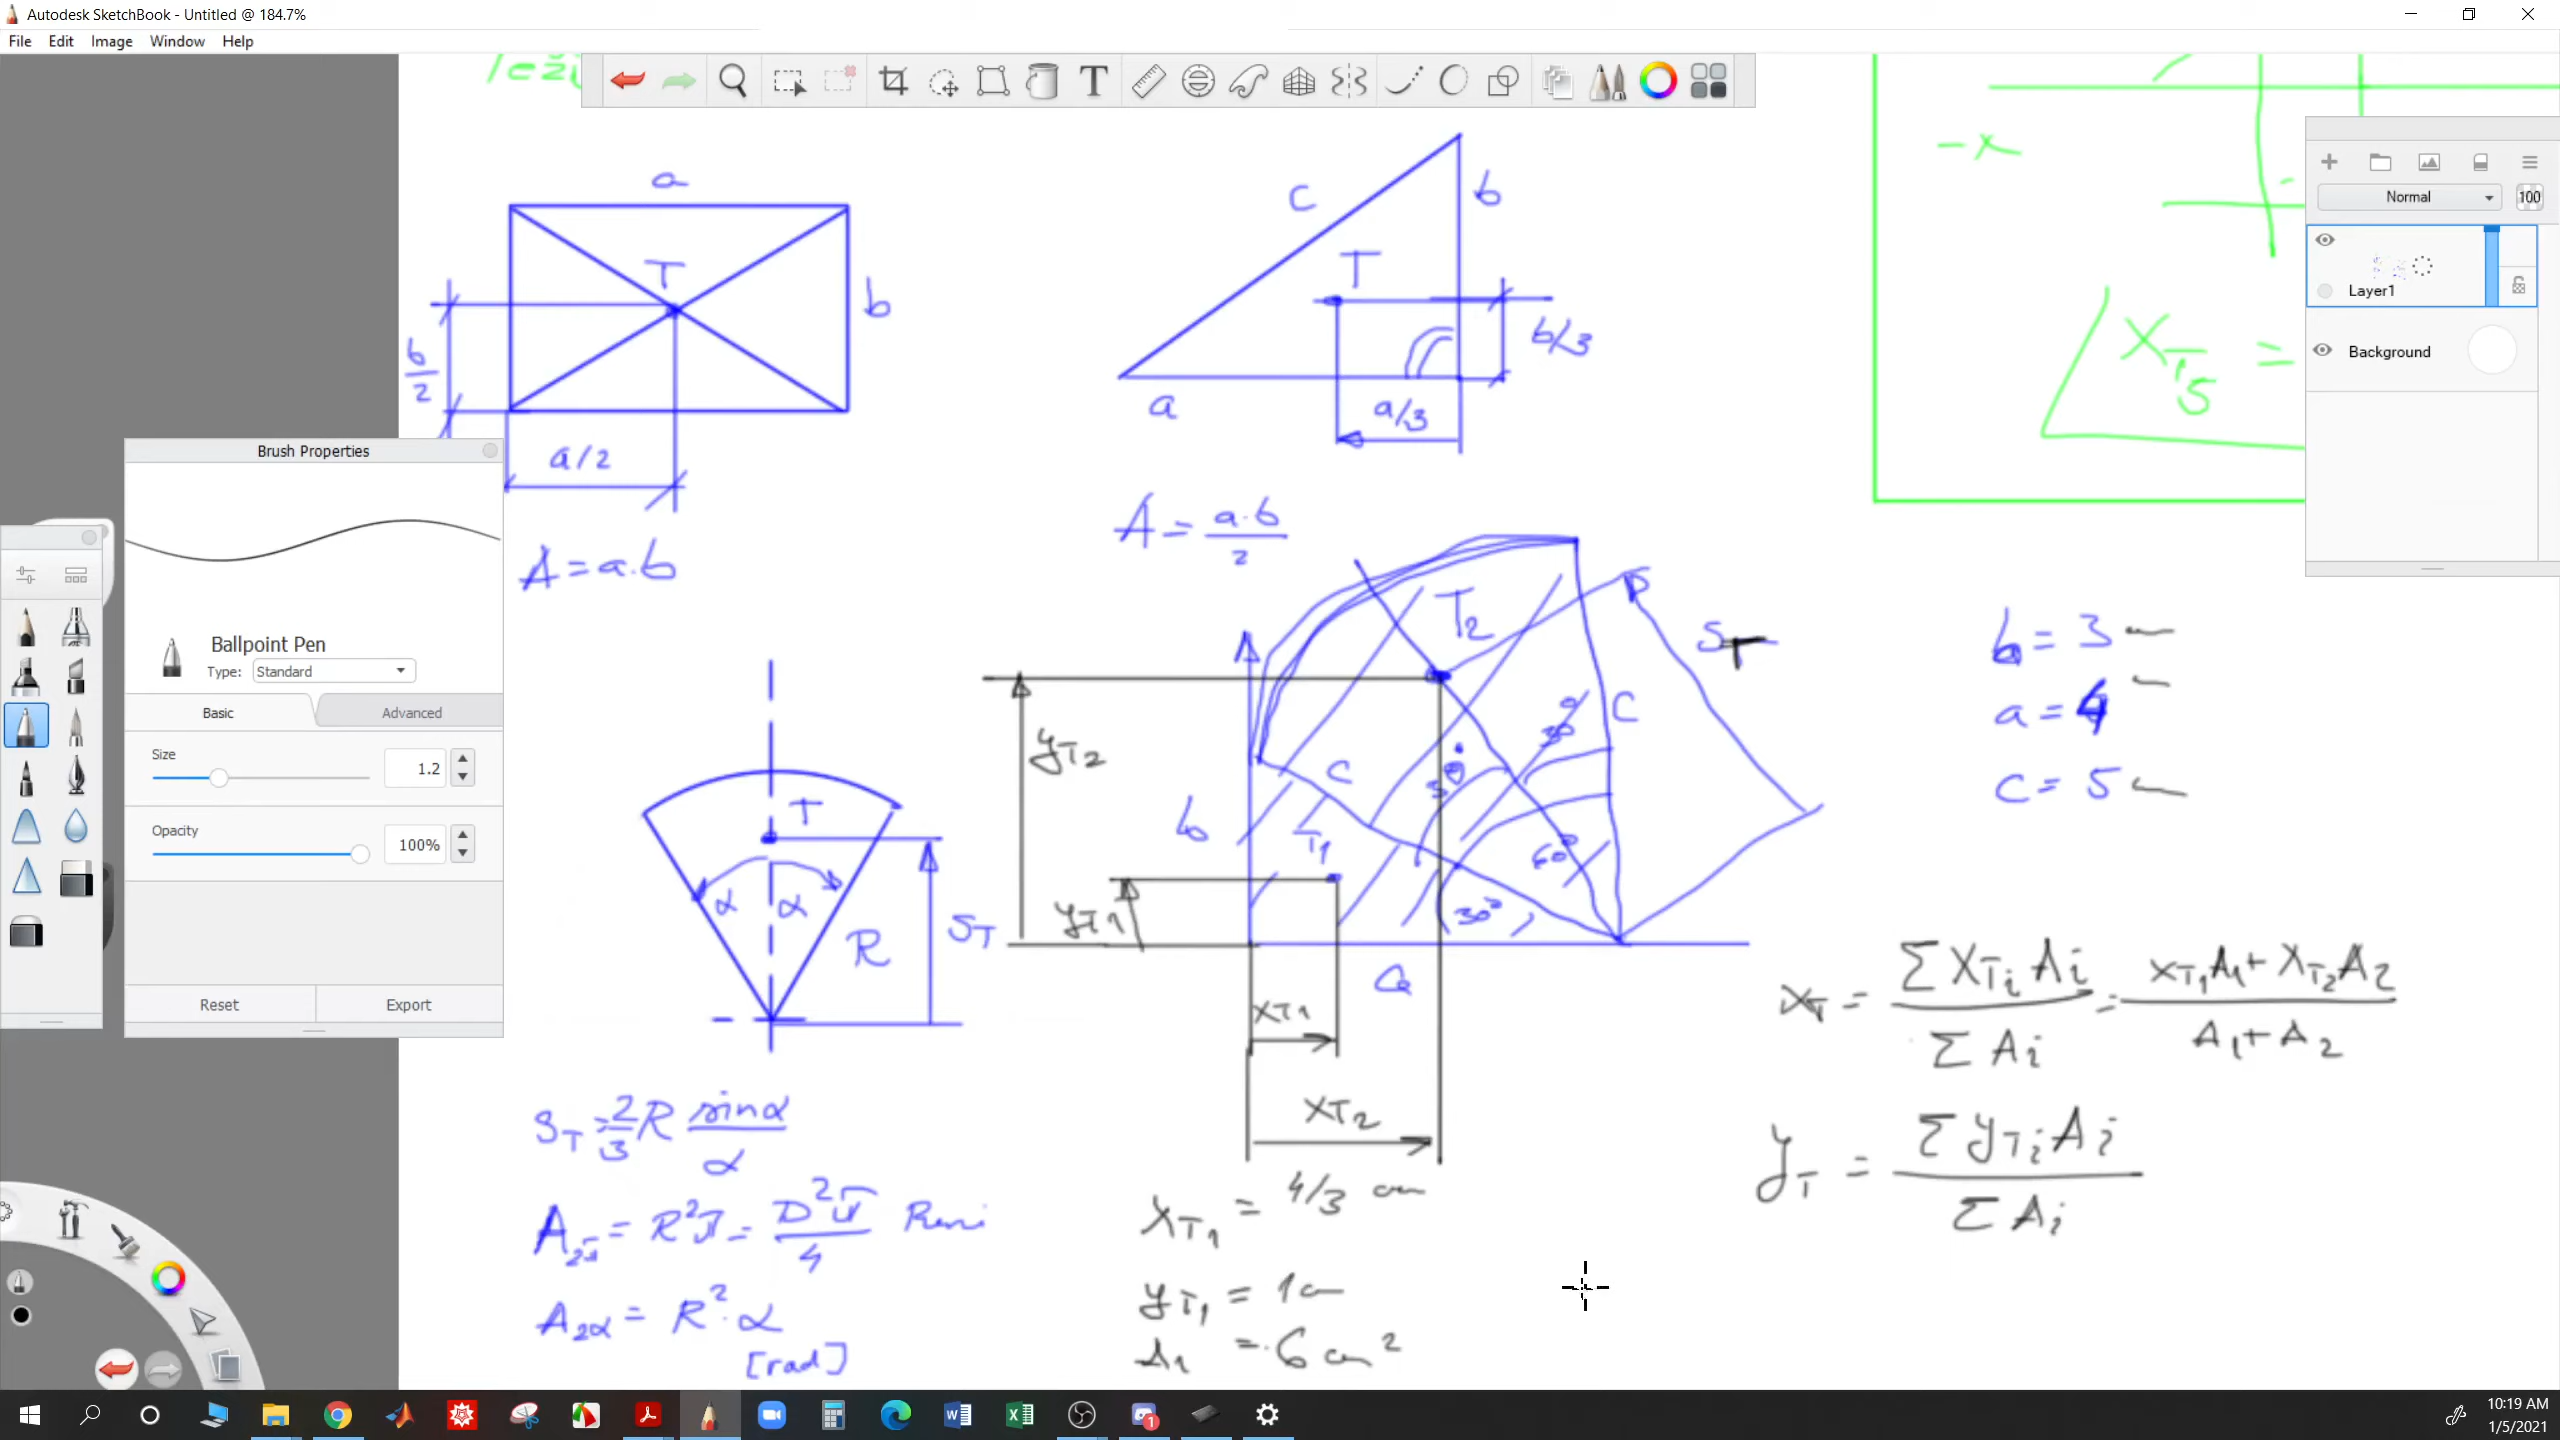 Autodesk SketchBook - Untitled @ 184.7%
File Edit Image Window Help
T
a
T
b
b/2
a/2
A = a·b
c
b
T
b/3
a/3
a
A = a·b/2
-x
XT5 =
Normal
100
Layer1
Background
Brush Properties
Ballpoint Pen
Type: Standard
Basic Advanced
Size
1.2
Opacity
100%
Reset Export
T
α α
R
ST
ST = 2/3 R sinα/α
A2π = R²π = D²π/4
A2α = R²·α
[rad]
T2
ST
c
30°
c
yT2
b
T1
60°
30°
yT1
a
xT1
xT2
xT1 = 4/3 cm
yT1 = 1cm
A1 = 6 cm²
b = 3
a = 4
c = 5
xT = ΣXTi Ai / ΣAi = xT1A1 + XT2A2 / A1 + A2
yT = ΣyTiAi / ΣAi
1
10:19 AM
1/5/2021